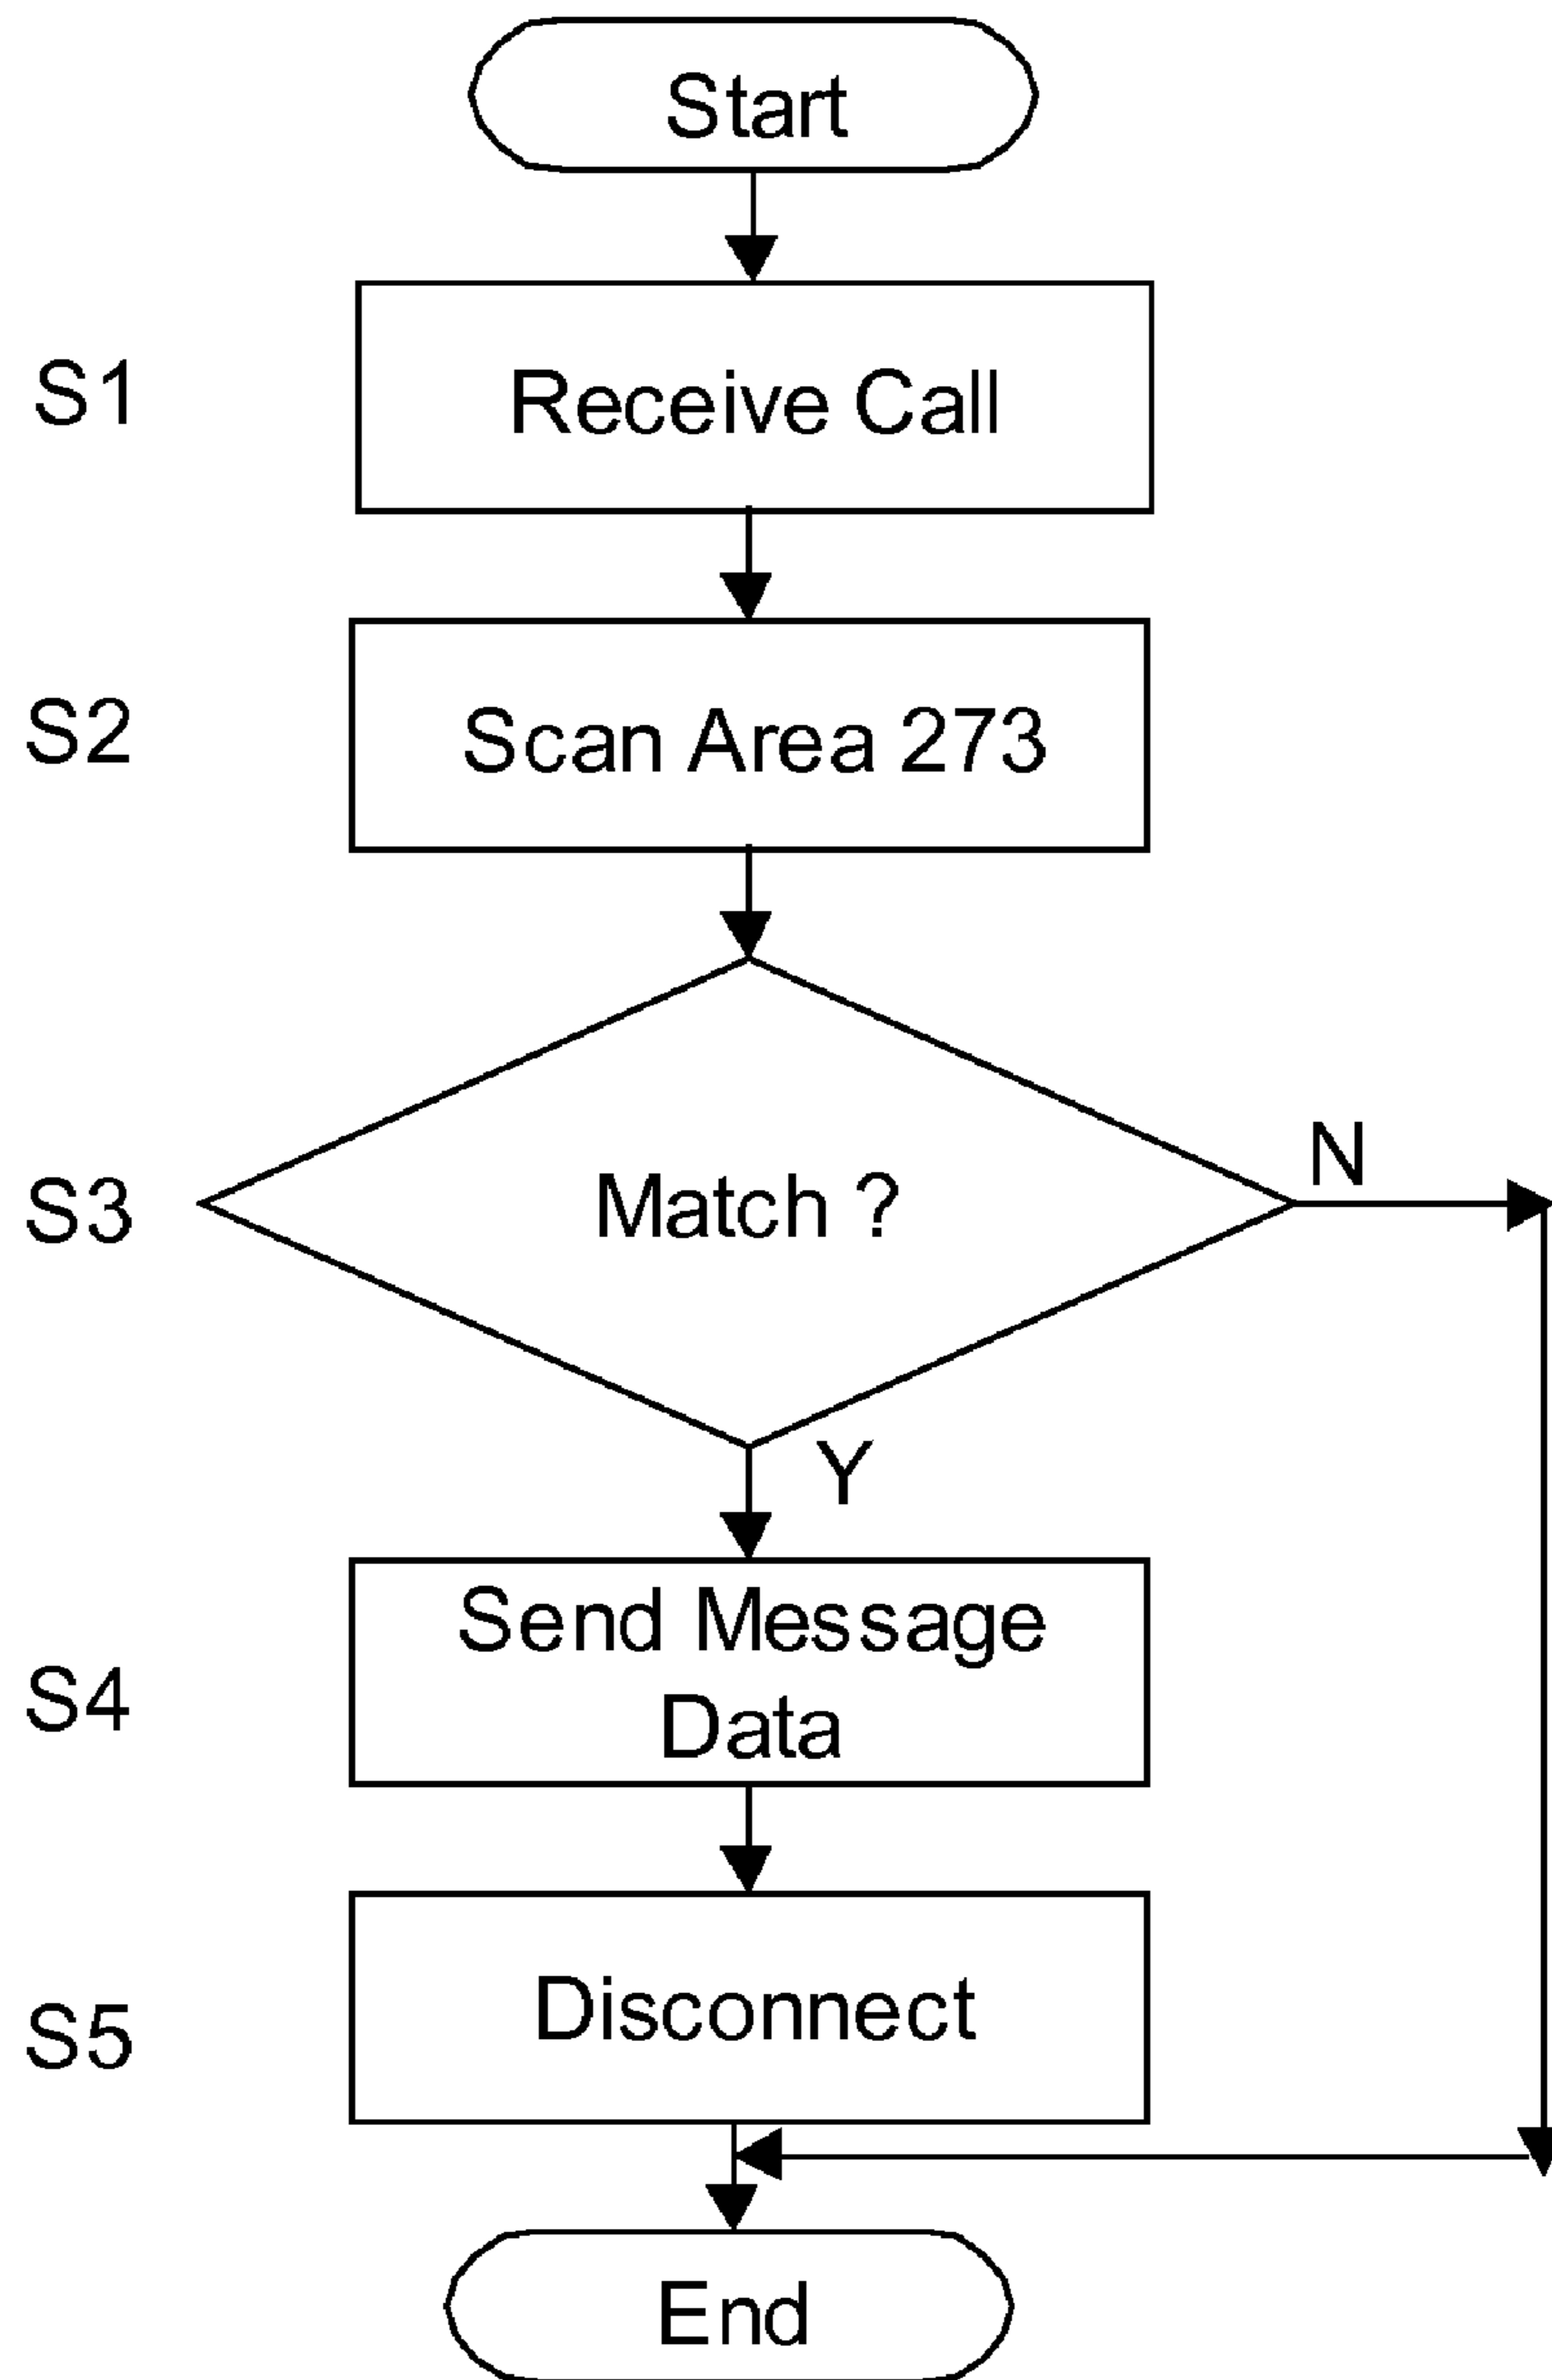 Start
S1
Receive Call
S2
Scan Area 273
S3
Match ?
N
Y
S4
Send Message
Data
S5
Disconnect
End